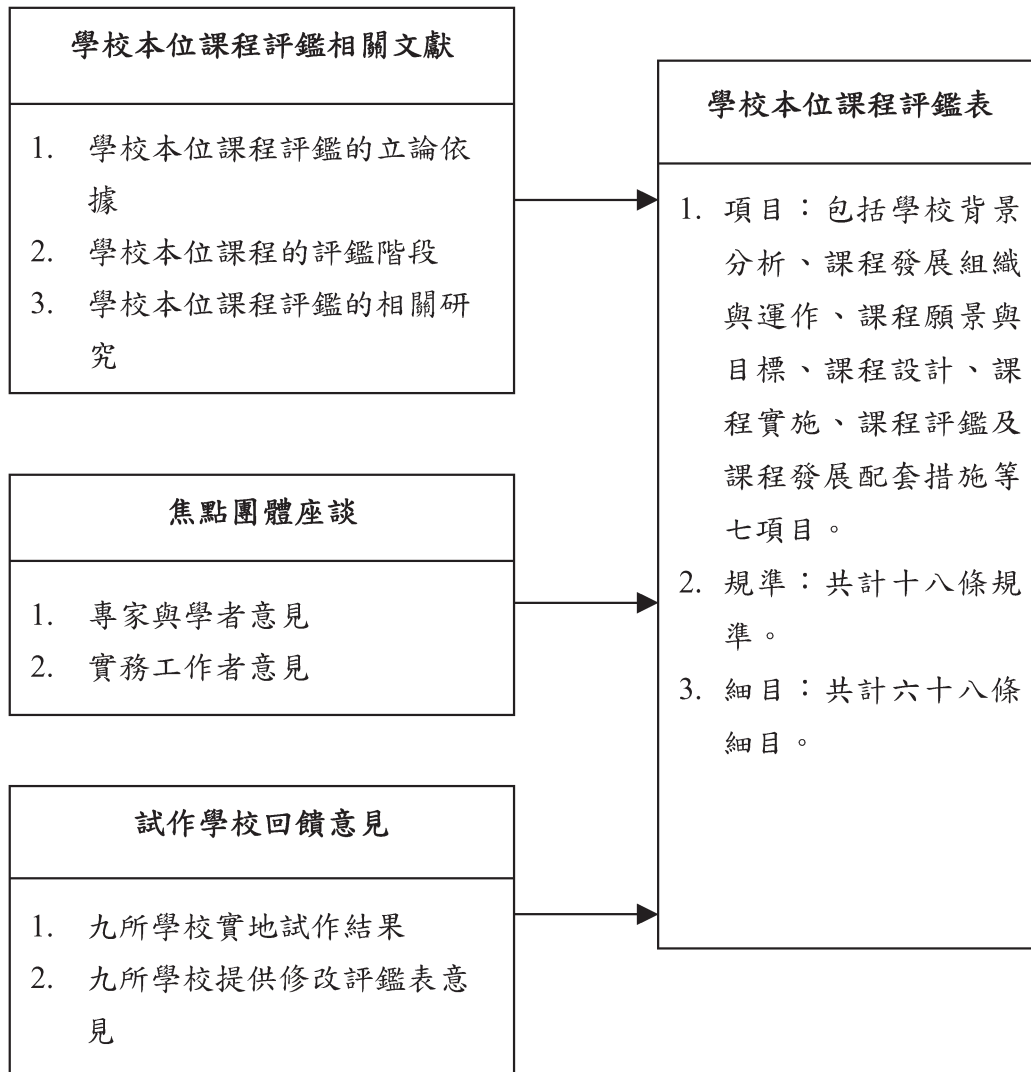 學校本位課程評鑑相關文獻
1. 學校本位課程評鑑的立論依
據
2. 學校本位課程的評鑑階段
3. 學校本位課程評鑑的相關研
究
焦點團體座談
1. 專家與學者意見
2. 實務工作者意見
試作學校回饋意見
1. 九所學校實地試作結果
2. 九所學校提供修改評鑑表意
見
學校本位課程評鑑表
1. 項目：包括學校背景
分析、課程發展組織
與運作、課程願景與
目標、課程設計、課
程實施、課程評鑑及
課程發展配套措施等
七項目。
2. 規準：共計十八條規
準。
3. 細目：共計六十八條
細目。